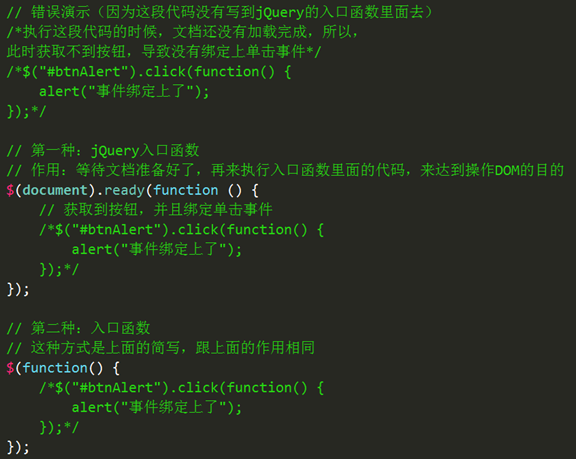 // 错误演示（因为这段代码没有写到jQuery的入口函数里面去）
/*执行这段代码的时候，文档还没有加载完成，所以，
此时获取不到按钮，导致没有绑定上单击事件*/
/*$("#btnAlert").click(function() {
    alert("事件绑定上了");
});*/

// 第一种：jQuery入口函数
// 作用：等待文档准备好了，再来执行入口函数里面的代码，来达到操作DOM的目的
$(document).ready(function () {
    // 获取到按钮，并且绑定单击事件
    /*$("#btnAlert").click(function() {
        alert("事件绑定上了");
    });*/
});

// 第二种：入口函数
// 这种方式是上面的简写，跟上面的作用相同
$(function() {
    /*$("#btnAlert").click(function() {
        alert("事件绑定上了");
    });*/
});